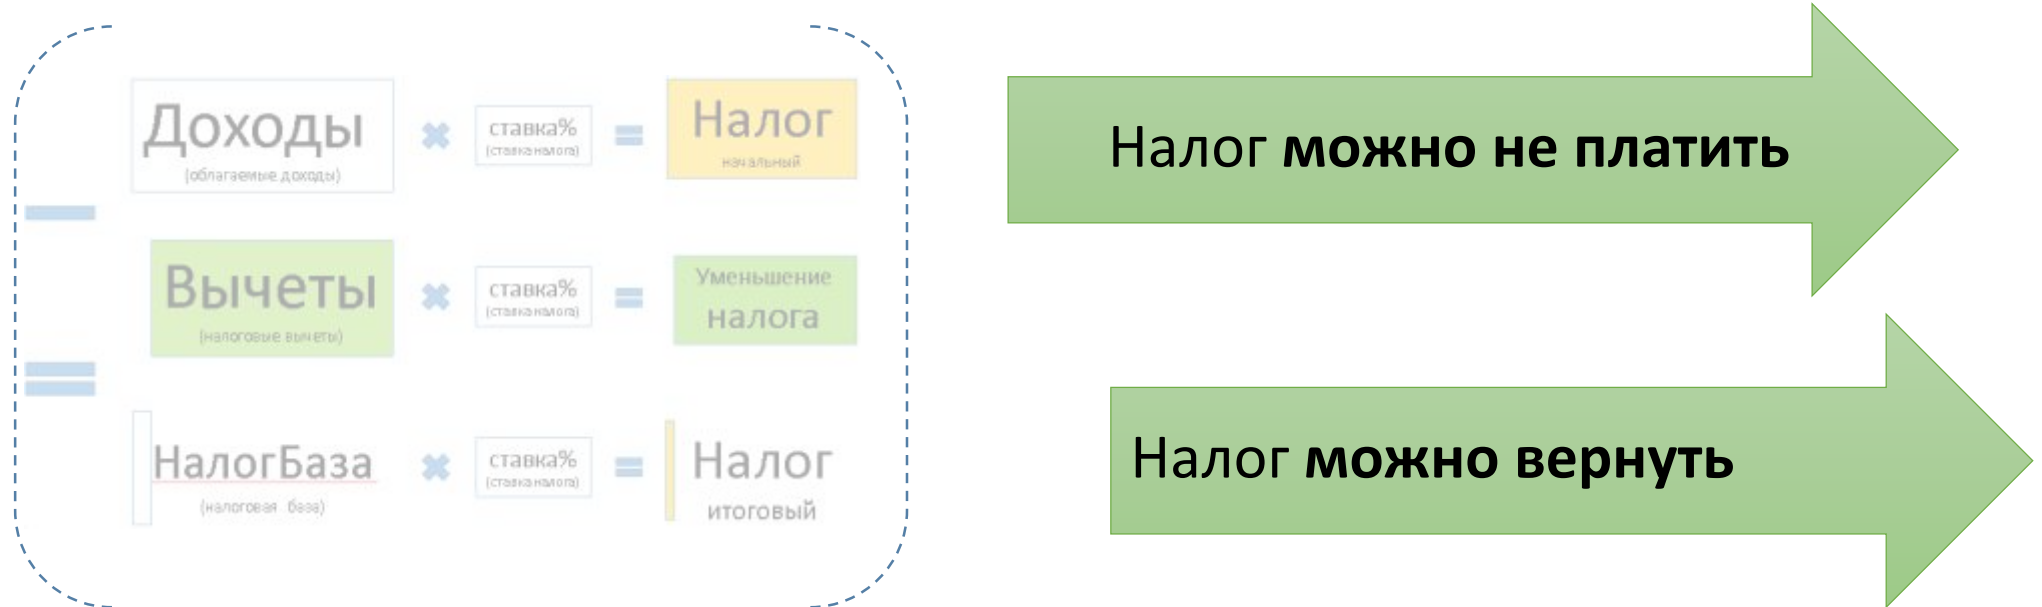 Доходы
(облагаемые доходы)
ставка%
(ставка налога)
Налог
начальный
Вычеты
(налоговые вычеты)
ставка%
(ставка налога)
Уменьшение
налога
НалогБаза
(налоговая база)
ставка%
(ставка налога)
Налог
итоговый
Налог можно не платить
Налог можно вернуть